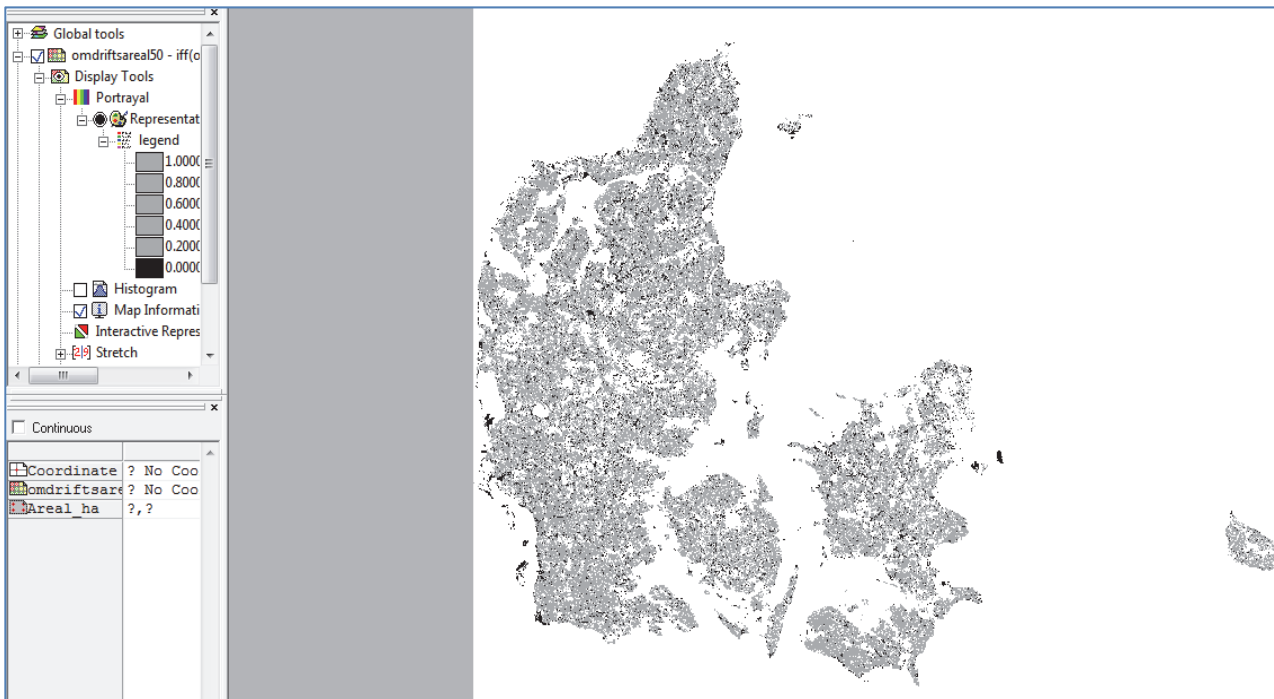 Global tools
omdriftsareal50 - iff(o
Display Tools
Portrayal
Representat
legend
1.0000
0.8000
0.6000
0.4000
0.2000
0.0000
Histogram
Map Informati
Interactive Repres
Stretch
Continuous
Coordinate ? No Coo
omdriftsare ? No Coo
Areal_ha ?,?